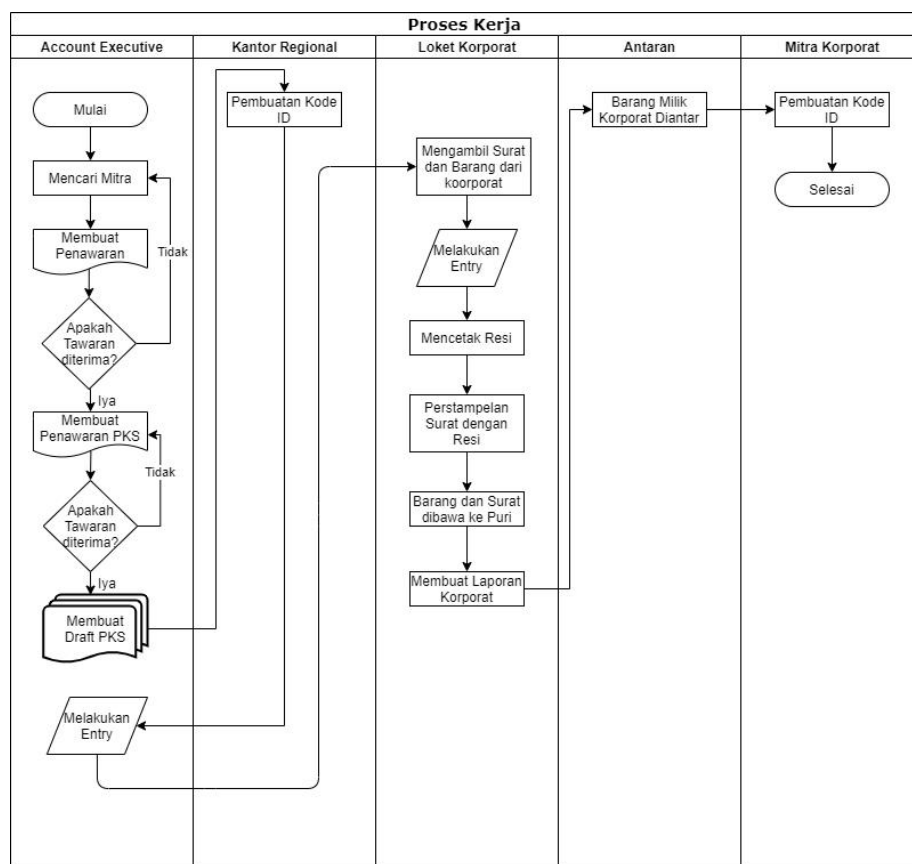 Proses Kerja
Account Executive
Kantor Regional
Loket Korporat
Antaran
Mitra Korporat
Mulai
Mencari Mitra
Membuat
Penawaran
Tidak
Apakah
Tawaran
diterima?
Iya
Membuat
Penawaran PKS
Tidak
Apakah
Tawaran
diterima?
Iya
Membuat
Draft PKS
Melakukan
Entry
Pembuatan Kode
ID
Mengambil Surat
dan Barang dari
koorporat
Melakukan
Entry
Mencetak Resi
Perstampelan
Surat dengan
Resi
Barang dan Surat
dibawa ke Puri
Membuat Laporan
Korporat
Barang Milik
Korporat Diantar
Pembuatan Kode
ID
Selesai